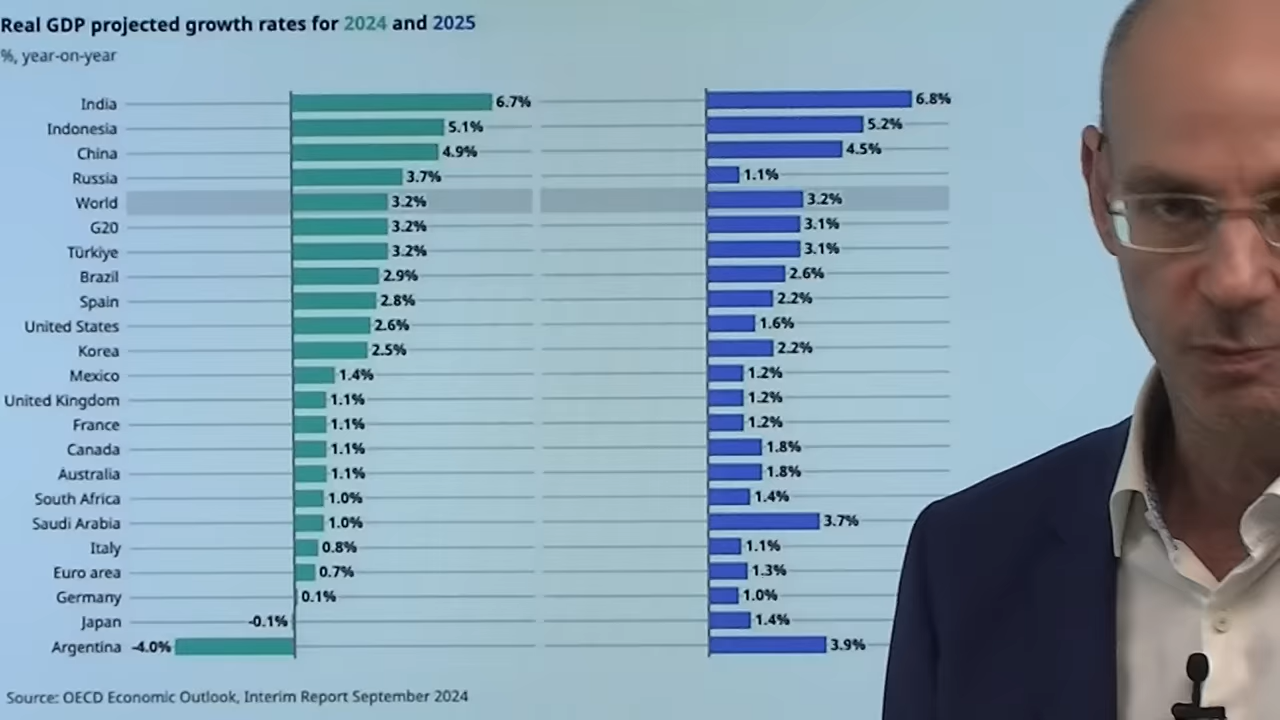 Real GDP projected growth rates for 2024 and 2025
%, year-on-year
India 6.7% 6.8%
Indonesia 5.1% 5.2%
China 4.9% 4.5%
Russia 3.7% 1.1%
World 3.2% 3.2%
G20 3.2% 3.1%
Türkiye 3.2% 3.1%
Brazil 2.9% 2.6%
Spain 2.8% 2.2%
United States 2.6% 1.6%
Korea 2.5% 2.2%
Mexico 1.4% 1.2%
United Kingdom 1.1% 1.2%
France 1.1% 1.2%
Canada 1.1% 1.8%
Australia 1.1% 1.8%
South Africa 1.0% 1.4%
Saudi Arabia 1.0% 3.7%
Italy 0.8% 1.1%
Euro area 0.7% 1.3%
Germany 0.1% 1.0%
Japan -0.1% 1.4%
Argentina -4.0% 3.9%
Source: OECD Economic Outlook, Interim Report September 2024